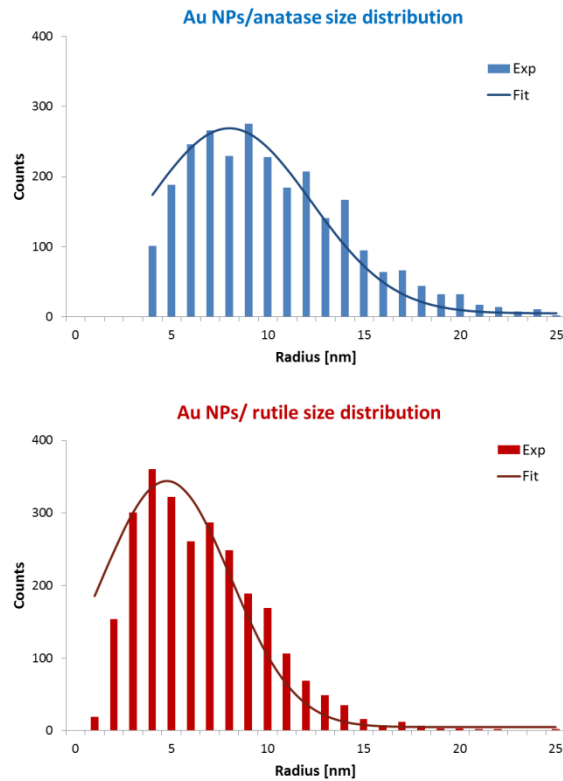 Au NPs/anatase size distribution
400
300
200
100
0
Counts
Exp
Fit
0 5 10 15 20 25
Radius [nm]
Au NPs/ rutile size distribution
400
300
200
100
0
Counts
Exp
Fit
0 5 10 15 20 25
Radius [nm]